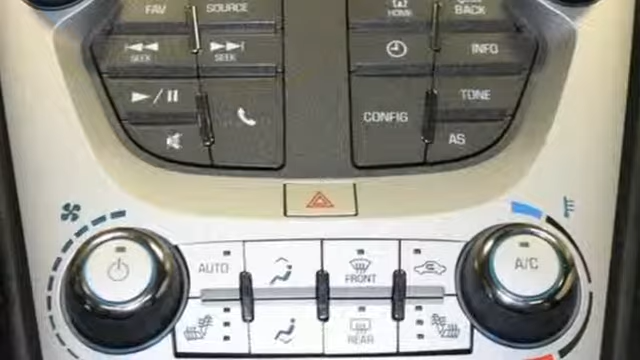 FAV SOURCE
HOME BACK
SEEK SEEK
INFO
CONFIG
TONE
AS
AUTO
FRONT
REAR
A/C